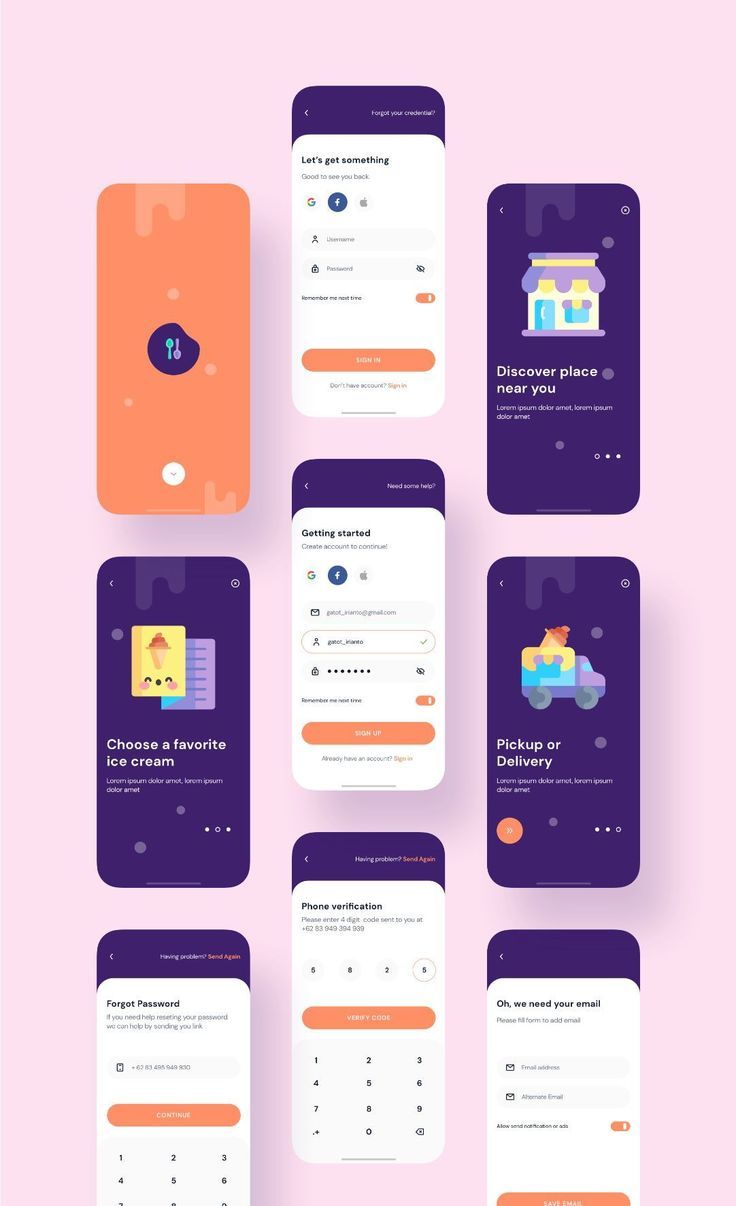 Forgot your credential?
Let's get something
Good to see you back.
Username
Password
Remember me next time
SIGN IN
Don't have account? Sign in
Discover place
near you
Lorem ipsum dolor amet, lorem ipsum
dolor amet
Need some help?
Getting started
Create account to continue!
gatot_irianto@gmail.com
gatot_irianto
Remember me next time
SIGN UP
Already have an account? Sign in
Choose a favorite
ice cream
Lorem ipsum dolor amet, lorem ipsum
dolor amet
Pickup or
Delivery
Lorem ipsum dolor amet, lorem ipsum
dolor amet
Having problem? Send Again
Phone verification
Please enter 4 digit code sent to you at
+62 83 949 394 939
5 8 2 5
VERIFY CODE
1 2 3
4 5 6
7 8 9
.+ 0
Having problem? Send Again
Forgot Password
If you need help reseting your password,
we can help by sending you link
+ 62 83 495 949 930
CONTINUE
1 2 3
4 5 6
7 8 9
Oh, we need your email
Please fill form to add email
Email address
Alternate Email
Allow send notification or ads
SAVE EMAIL